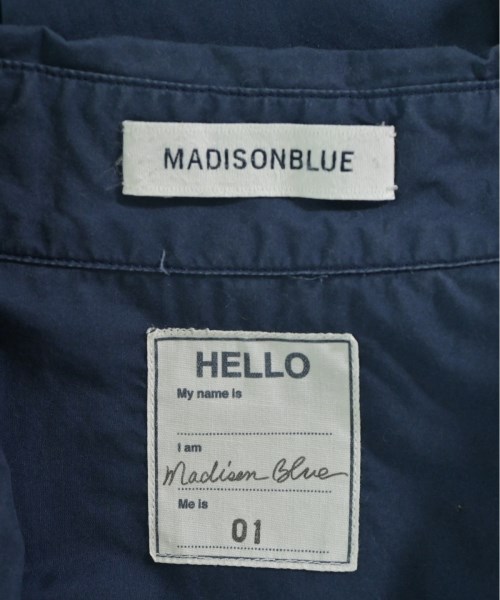 MADISONBLUE
HELLO
My name is
I am
Madison Blue
Me is
01